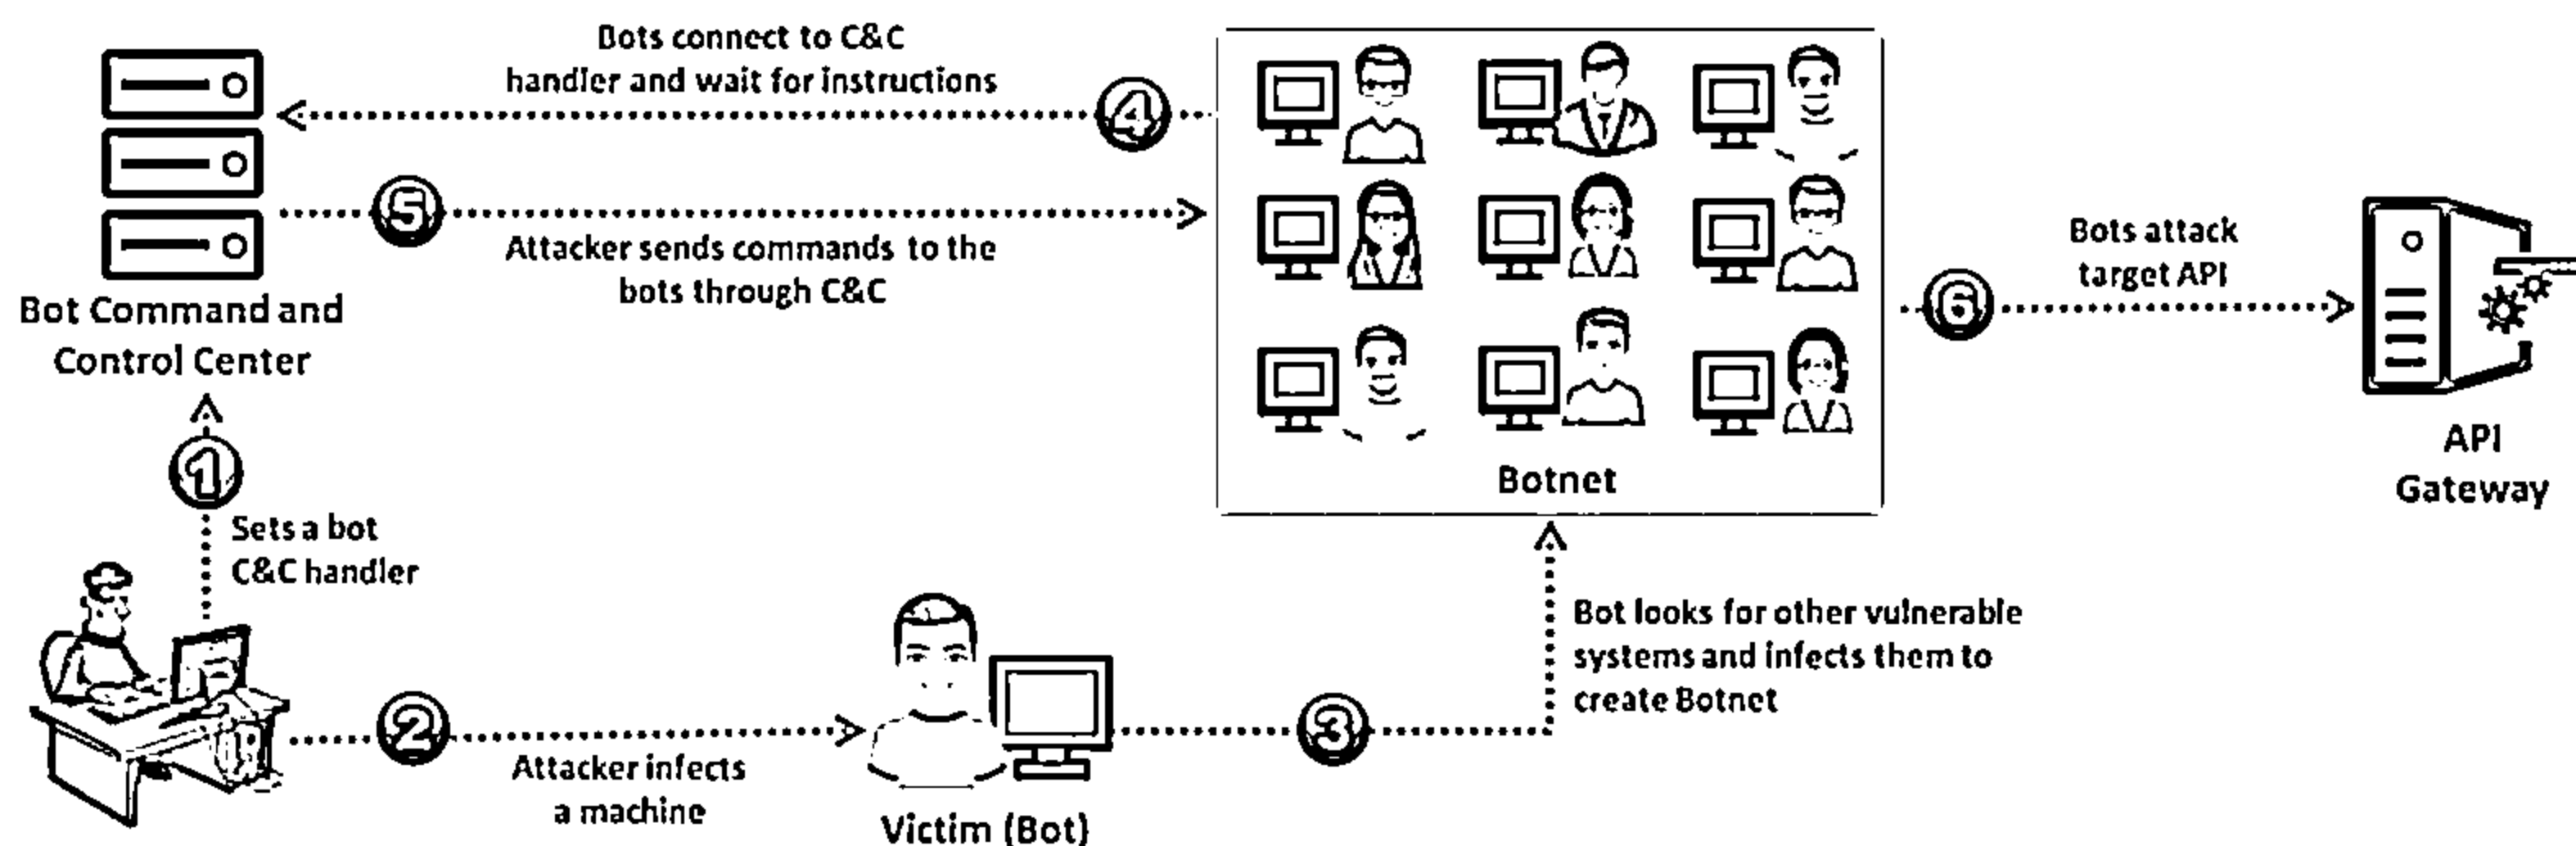 Bots connect to C&C
handler and wait for instructions
4
5
Attacker sends commands to the
bots through C&C
Bot Command and
Control Center
1
Sets a bot
C&C handler
2
Attacker infects
a machine
Victim (Bot)
3
Bot looks for other vulnerable
systems and infects them to
create Botnet
Botnet
6
Bots attack
target API
API
Gateway